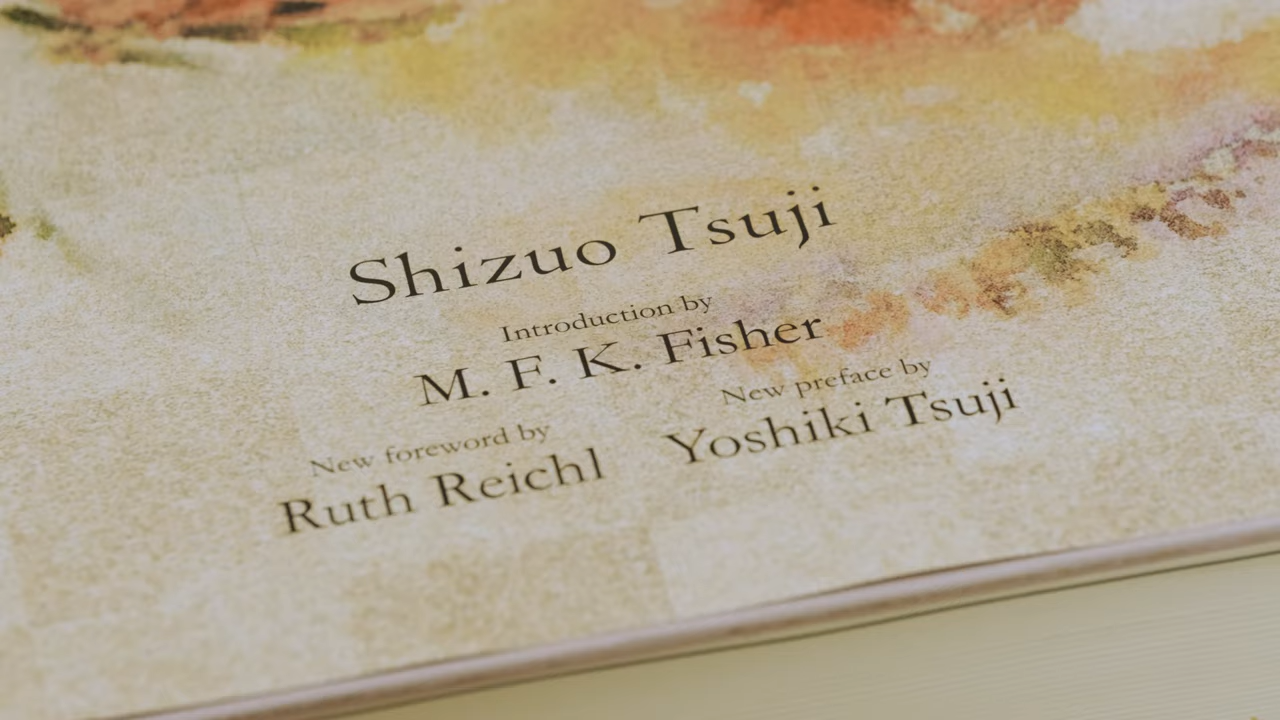 Shizuo Tsuji
Introduction by
M. F. K. Fisher
New foreword by
Ruth Reichl
New preface by
Yoshiki Tsuji